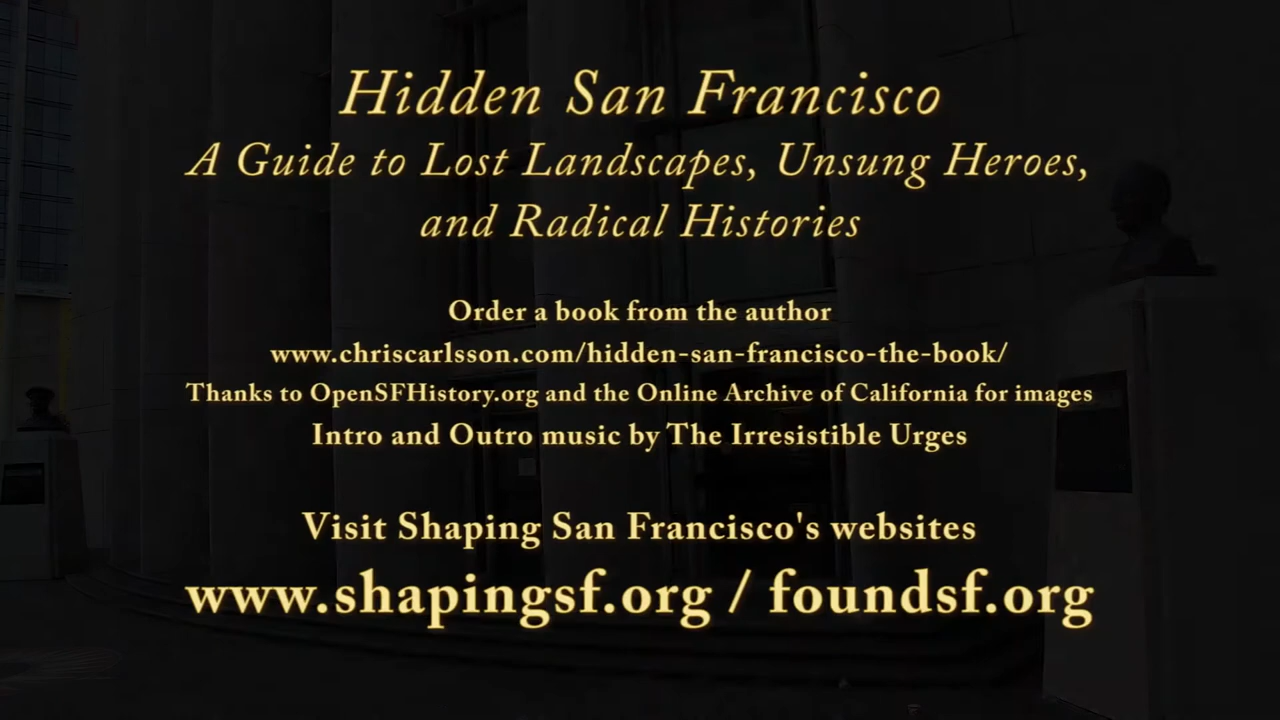 Hidden San Francisco
A Guide to Lost Landscapes, Unsung Heroes,
and Radical Histories
Order a book from the author
www.chriscarlsson.com/hidden-san-francisco-the-book/
Thanks to OpenSFHistory.org and the Online Archive of California for images
Intro and Outro music by The Irresistible Urges
Visit Shaping San Francisco's websites
www.shapingsf.org / foundsf.org